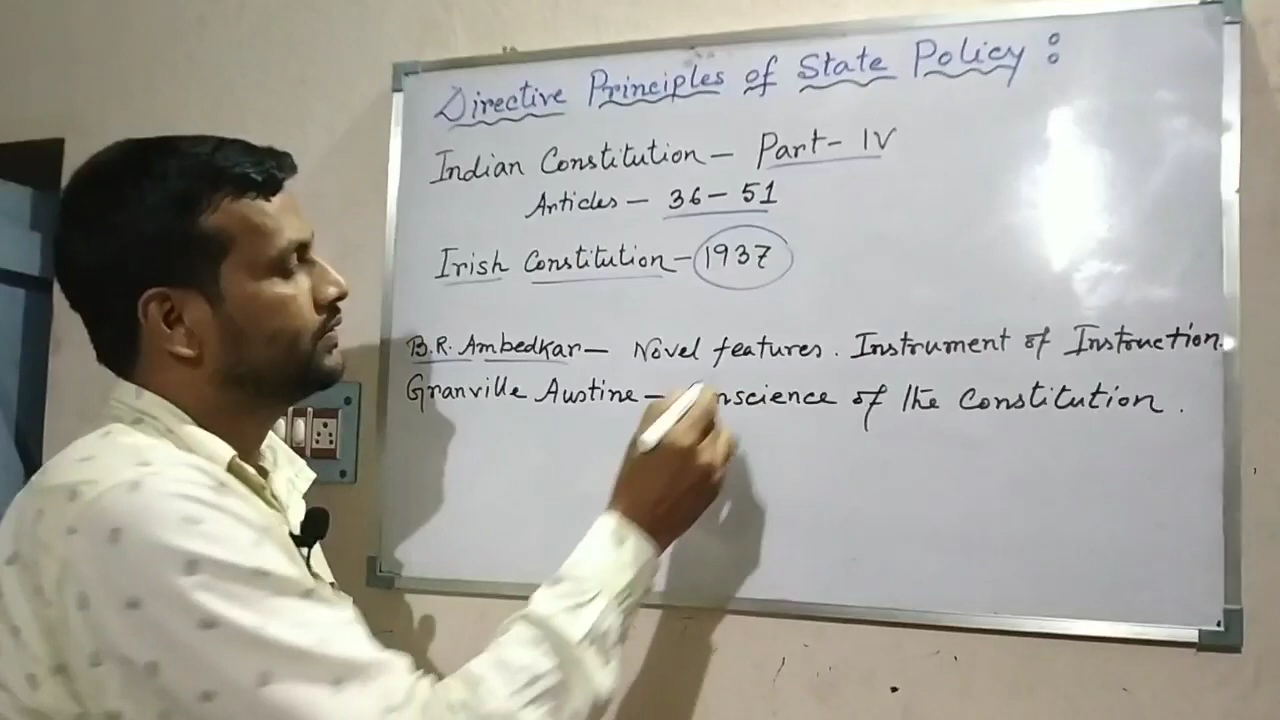 Directive Principles of State Policy :
Indian Constitution – Part - IV
Articles – 36 – 51
Irish Constitution – 1937
B.R. Ambedkar – Novel features. Instrument of Instruction.
Granville Austine – nscience of the Constitution.